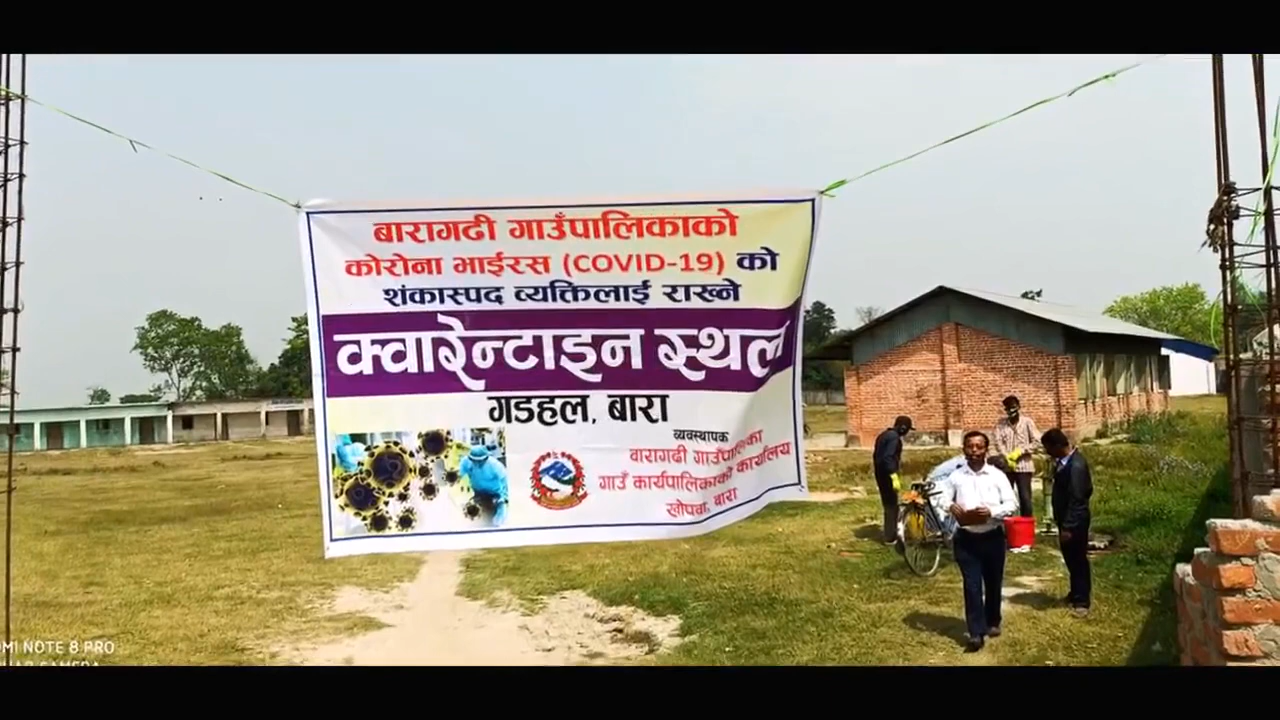 बारागढी गाउँपालिकाको
कोरोना भाईरस (COVID-19) को
शंकास्पद व्यक्तिलाई राख्ने
क्वारेन्टाइन स्थल
गडहल, बारा
व्यवस्थापक
बारागढी गाउँपालिका
गाउँ कार्यपालिकाको कार्यालय
खोपवा, बारा
MI NOTE 8 PRO